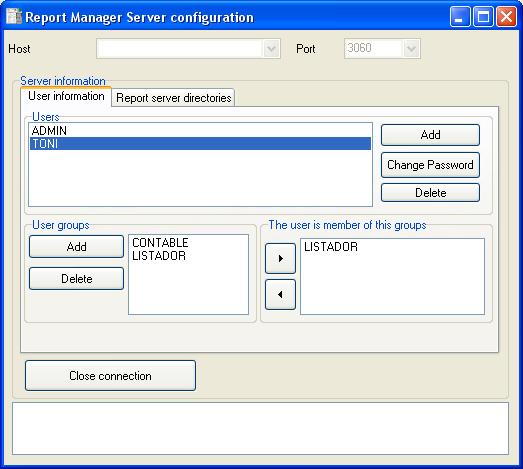 Report Manager Server configuration
Host Port 3060
Server information
User information Report server directories
Users
ADMIN
TONI
Add
Change Password
Delete
User groups
Add
Delete
CONTABLE
LISTADOR
The user is member of this groups
LISTADOR
Close connection